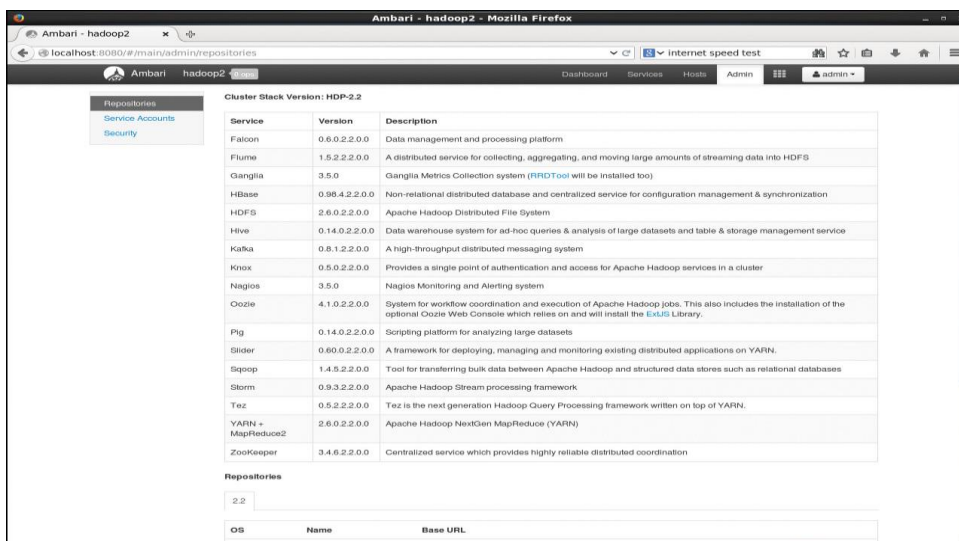 Ambari - hadoop2 - Mozilla Firefox
Ambari - hadoop2
localhost:8080/#/main/admin/repositories
internet speed test
Ambari hadoop2 0 ops Dashboard Services Hosts Admin admin
Repositories
Service Accounts
Security
Cluster Stack Version: HDP-2.2
Service Version Description
Falcon 0.6.0.2.2.0.0 Data management and processing platform
Flume 1.5.2.2.2.0.0 A distributed service for collecting, aggregating, and moving large amounts of streaming data into HDFS
Ganglia 3.5.0 Ganglia Metrics Collection system (RRDTool will be installed too)
HBase 0.98.4.2.2.0.0 Non-relational distributed database and centralized service for configuration management & synchronization
HDFS 2.6.0.2.2.0.0 Apache Hadoop Distributed File System
Hive 0.14.0.2.2.0.0 Data warehouse system for ad-hoc queries & analysis of large datasets and table & storage management service
Kafka 0.8.1.2.2.0.0 A high-throughput distributed messaging system
Knox 0.5.0.2.2.0.0 Provides a single point of authentication and access for Apache Hadoop services in a cluster
Nagios 3.5.0 Nagios Monitoring and Alerting system
Oozie 4.1.0.2.2.0.0 System for workflow coordination and execution of Apache Hadoop jobs. This also includes the installation of the
optional Oozie Web Console which relies on and will install the ExtJS Library.
Pig 0.14.0.2.2.0.0 Scripting platform for analyzing large datasets
Slider 0.60.0.2.2.0.0 A framework for deploying, managing and monitoring existing distributed applications on YARN.
Sqoop 1.4.5.2.2.0.0 Tool for transferring bulk data between Apache Hadoop and structured data stores such as relational databases
Storm 0.9.3.2.2.0.0 Apache Hadoop Stream processing framework
Tez 0.5.2.2.2.0.0 Tez is the next generation Hadoop Query Processing framework written on top of YARN.
YARN + 2.6.0.2.2.0.0 Apache Hadoop NextGen MapReduce (YARN)
MapReduce2
ZooKeeper 3.4.6.2.2.0.0 Centralized service which provides highly reliable distributed coordination
Repositories
2.2
OS Name Base URL